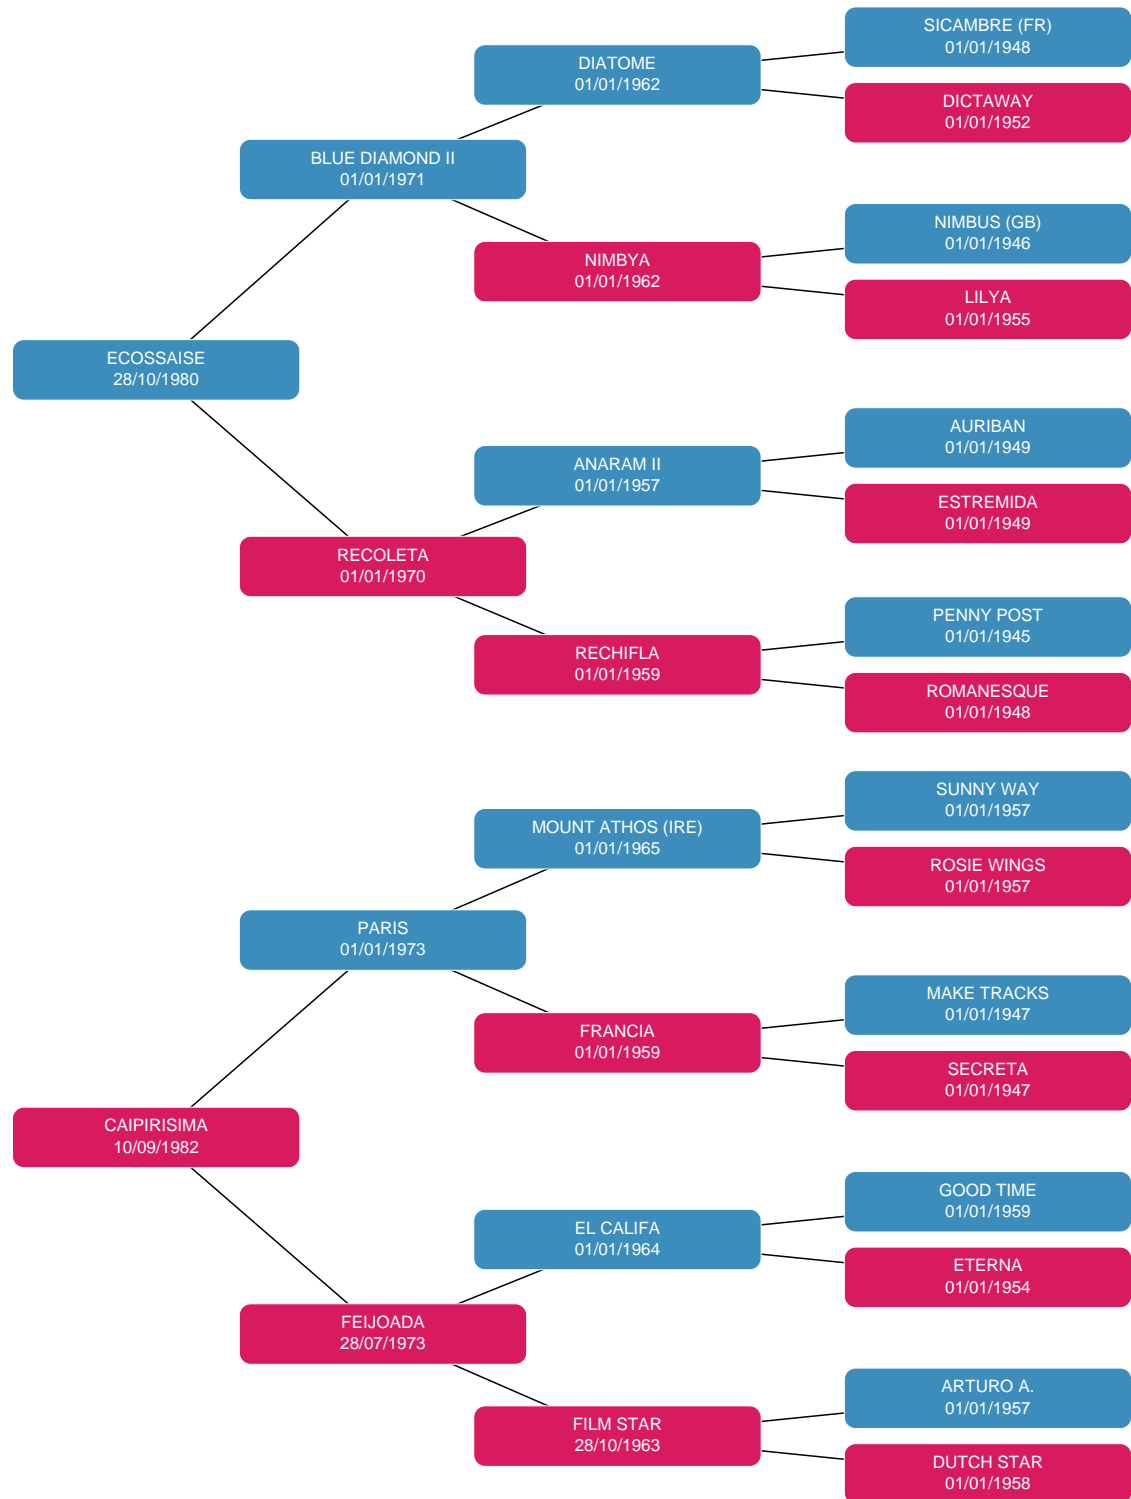 SICAMBRE (FR)
01/01/1948
DIATOME
01/01/1962
DICTAWAY
01/01/1952
BLUE DIAMOND II
01/01/1971
NIMBUS (GB)
01/01/1946
NIMBYA
01/01/1962
LILYA
01/01/1955
ECOSSAISE
28/10/1980
AURIBAN
01/01/1949
ANARAM II
01/01/1957
ESTREMIDA
01/01/1949
RECOLETA
01/01/1970
PENNY POST
01/01/1945
RECHIFLA
01/01/1959
ROMANESQUE
01/01/1948
SUNNY WAY
01/01/1957
MOUNT ATHOS (IRE)
01/01/1965
ROSIE WINGS
01/01/1957
PARIS
01/01/1973
MAKE TRACKS
01/01/1947
FRANCIA
01/01/1959
SECRETA
01/01/1947
CAIPIRISIMA
10/09/1982
GOOD TIME
01/01/1959
EL CALIFA
01/01/1964
ETERNA
01/01/1954
FEIJOADA
28/07/1973
ARTURO A.
01/01/1957
FILM STAR
28/10/1963
DUTCH STAR
01/01/1958